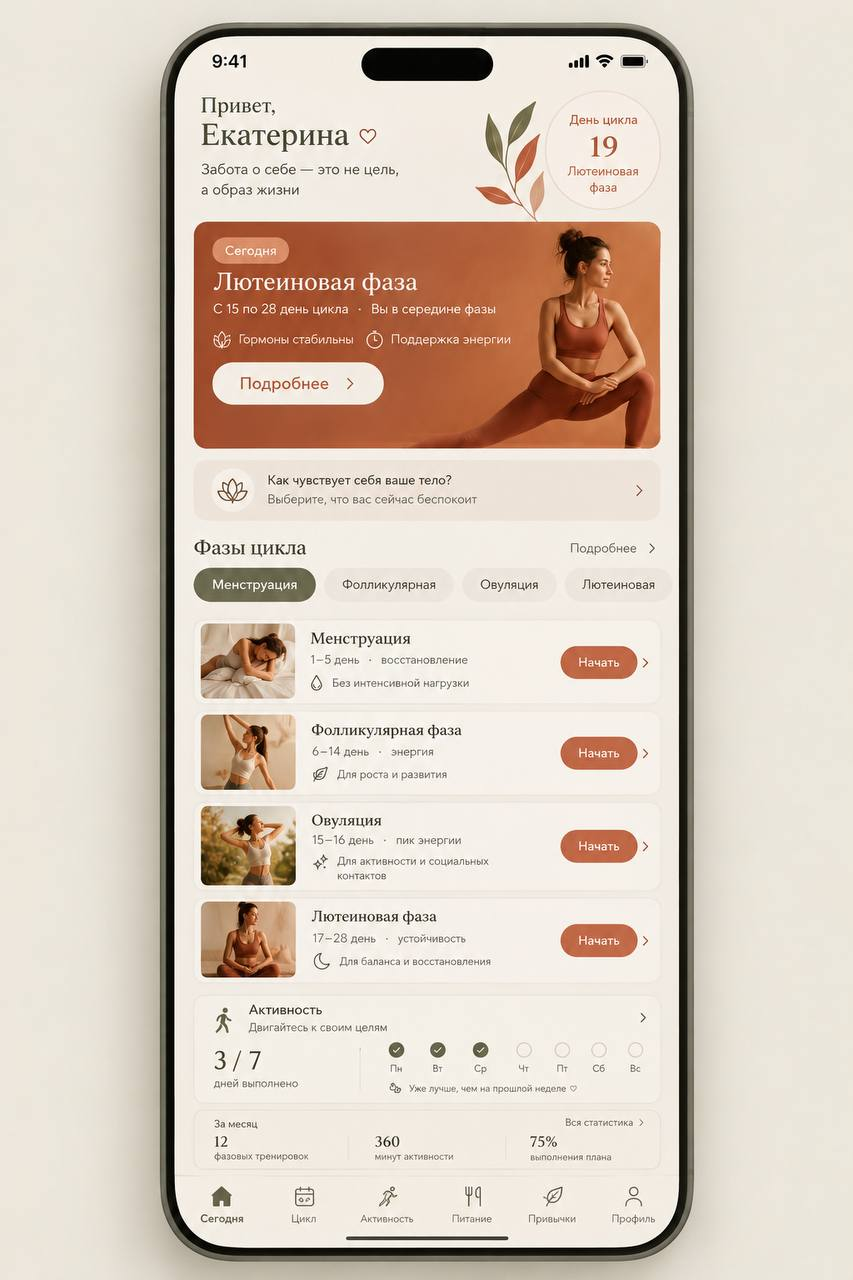 9:41
Привет,
Екатерина
Забота о себе — это не цель,
а образ жизни
День цикла
19
Лютеиновая
фаза
Сегодня
Лютеиновая фаза
С 15 по 28 день цикла · Вы в середине фазы
Гормоны стабильны
Поддержка энергии
Подробнее
Как чувствует себя ваше тело?
Выберите, что вас сейчас беспокоит
Фазы цикла
Подробнее
Менструация
Фолликулярная
Овуляция
Лютеиновая
Менструация
1–5 день · восстановление
Без интенсивной нагрузки
Начать
Фолликулярная фаза
6–14 день · энергия
Для роста и развития
Начать
Овуляция
15–16 день · пик энергии
Для активности и социальных
контактов
Начать
Лютеиновая фаза
17–28 день · устойчивость
Для баланса и восстановления
Начать
Активность
Двигайтесь к своим целям
3 / 7
дней выполнено
Пн Вт Ср Чт Пт Сб Вс
Уже лучше, чем на прошлой неделе ♡
За месяц
Вся статистика
12
фазовых тренировок
360
минут активности
75%
выполнения плана
Сегодня
Цикл
Активность
Питание
Привычки
Профиль